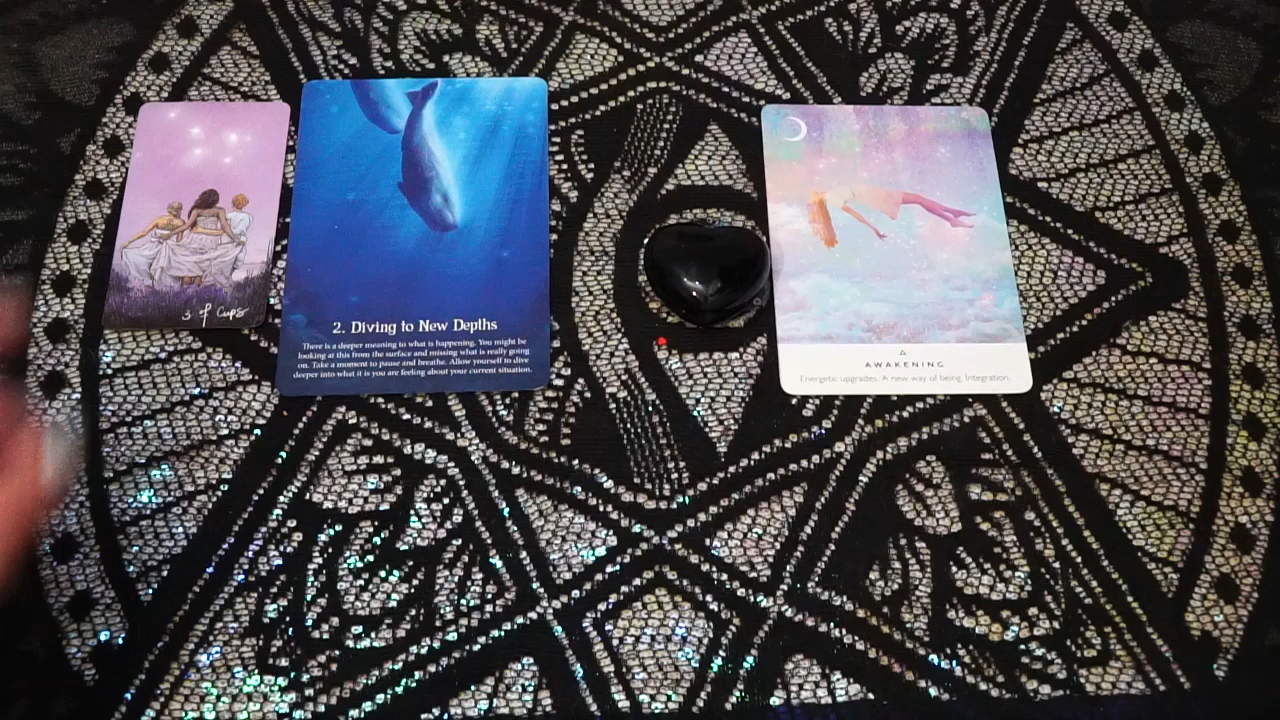 3 of Cups
2. Diving to New Depths
There is a deeper meaning to what is happening. You might be
looking at this from the surface and missing what is really going
on. Take a moment to pause and breathe. Allow yourself to dive
deeper into what it is you are feeling about your current situation.
AWAKENING
Energetic upgrades. A new way of being. Integration.